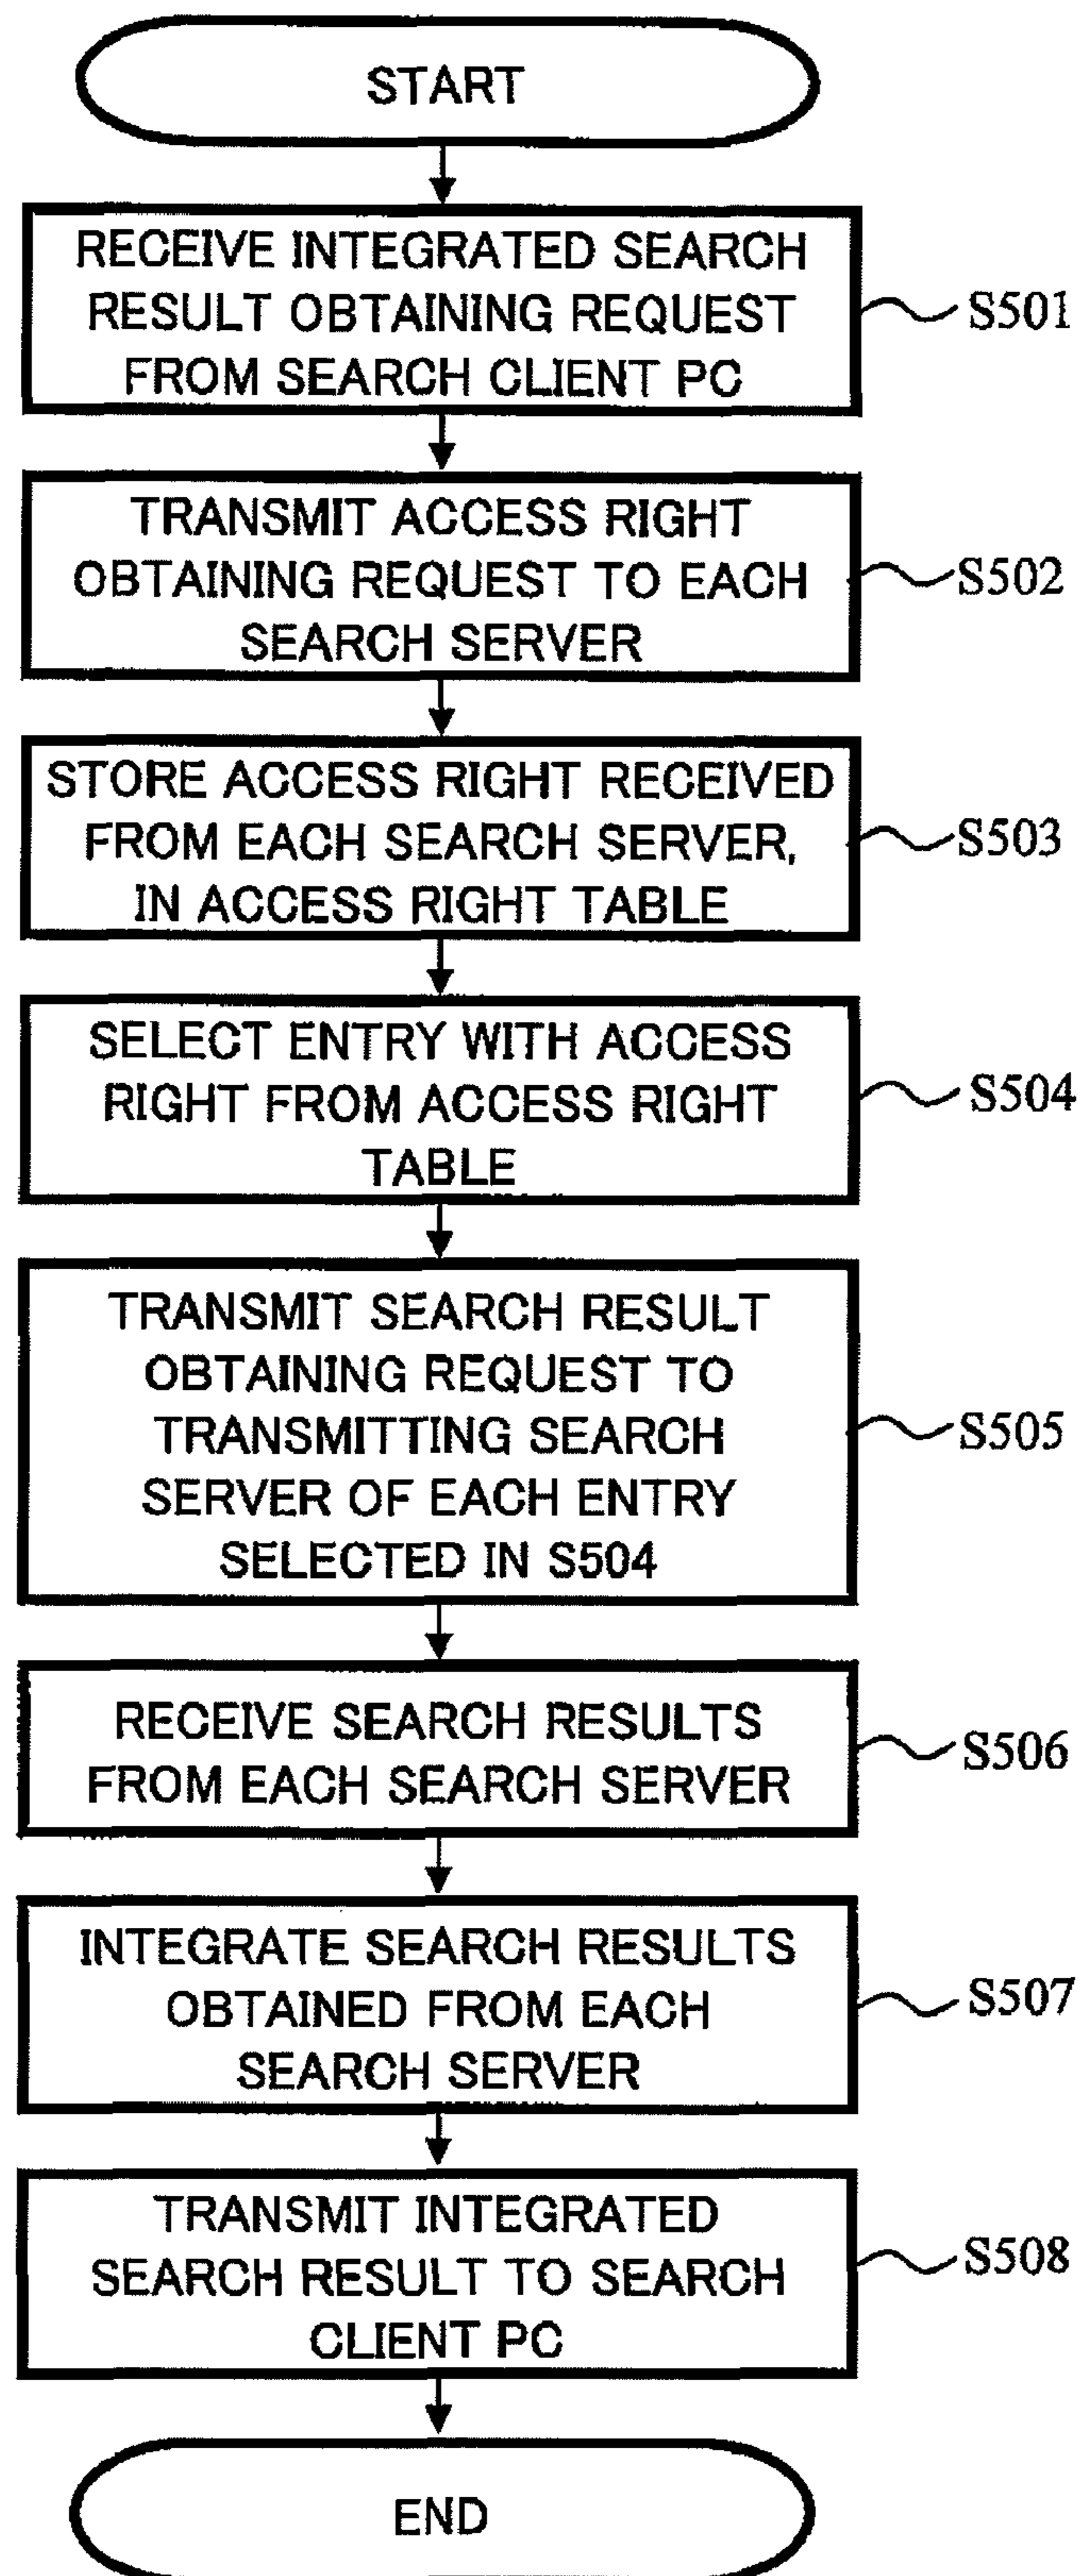 START
RECEIVE INTEGRATED SEARCH
RESULT OBTAINING REQUEST
FROM SEARCH CLIENT PC
S501
TRANSMIT ACCESS RIGHT
OBTAINING REQUEST TO EACH
SEARCH SERVER
S502
STORE ACCESS RIGHT RECEIVED
FROM EACH SEARCH SERVER,
IN ACCESS RIGHT TABLE
S503
SELECT ENTRY WITH ACCESS
RIGHT FROM ACCESS RIGHT
TABLE
S504
TRANSMIT SEARCH RESULT
OBTAINING REQUEST TO
TRANSMITTING SEARCH
SERVER OF EACH ENTRY
SELECTED IN S504
S505
RECEIVE SEARCH RESULTS
FROM EACH SEARCH SERVER
S506
INTEGRATE SEARCH RESULTS
OBTAINED FROM EACH
SEARCH SERVER
S507
TRANSMIT INTEGRATED
SEARCH RESULT TO SEARCH
CLIENT PC
S508
END